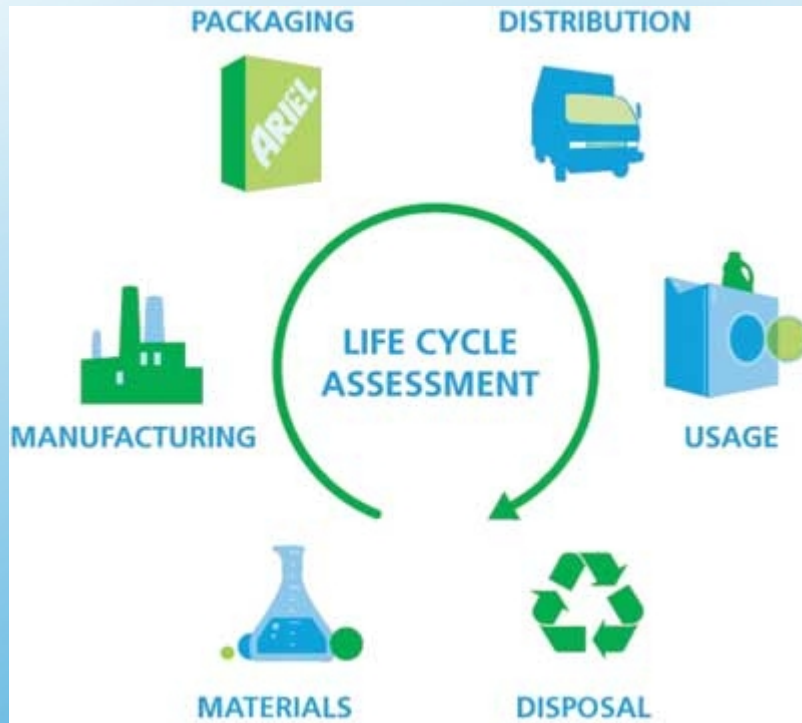 PACKAGING
DISTRIBUTION
ARIEL
LIFE CYCLE
ASSESSMENT
MANUFACTURING
USAGE
MATERIALS
DISPOSAL